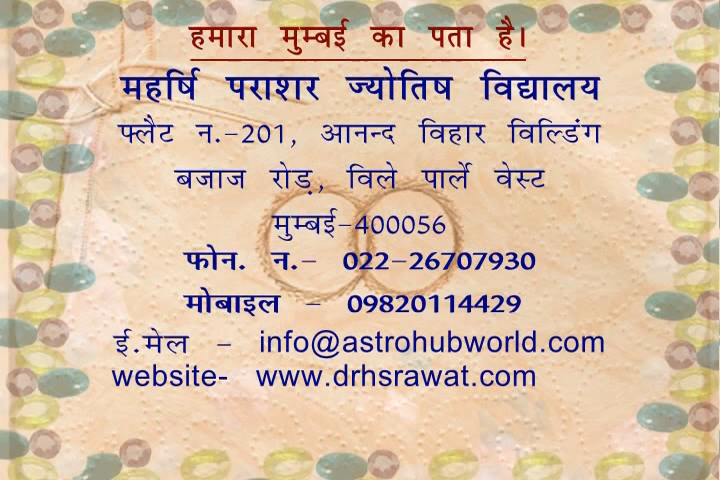 हमारा मुम्बई का पता है।
महर्षि पराशर ज्योतिष विद्यालय
फ्लैट न.-201, आनन्द विहार विल्डिंग
बजाज रोड़, विले पार्ले वेस्ट
मुम्बई-400056
फोन. न.- 022-26707930
मोबाइल - 09820114429
ई.मेल - info@astrohubworld.com
website- www.drhsrawat.com